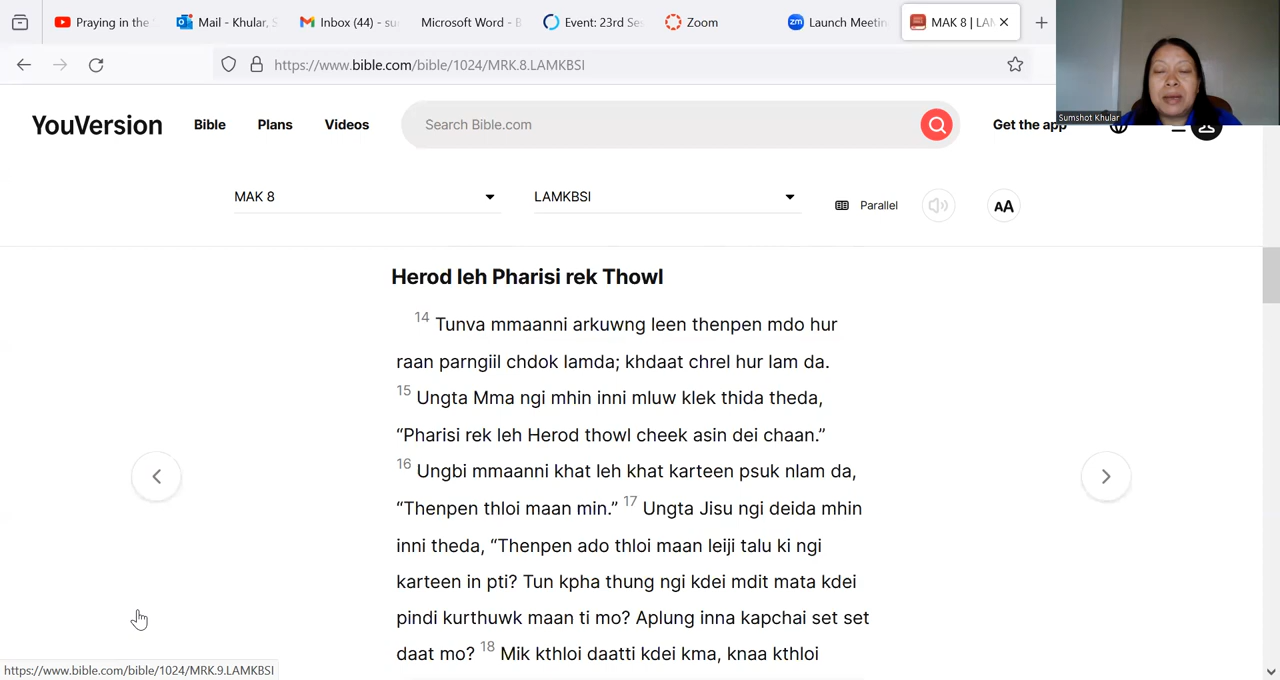 Praying in the
Mail - Khular, S
Inbox (44) - su
Microsoft Word - B
Event: 23rd Se
Zoom
Launch Meetin
MAK 8 | LAM
https://www.bible.com/bible/1024/MRK.8.LAMKBSI
Sumshot Khular
YouVersion
Bible
Plans
Videos
Search Bible.com
Get the app
MAK 8
LAMKBSI
Parallel
AA
Herod leh Pharisi rek Thowl
14 Tunva mmaanni arkuwng leen thenpen mdo hur
raan parngiil chdok lamda; khdaat chrel hur lam da.
15 Ungta Mma ngi mhin inni mluw klek thida theda,
“Pharisi rek leh Herod thowl cheek asin dei chaan.”
16 Ungbi mmaanni khat leh khat karteen psuk nlam da,
“Thenpen thloi maan min.” 17 Ungta Jisu ngi deida mhin
inni theda, “Thenpen ado thloi maan leiji talu ki ngi
karteen in pti? Tun kpha thung ngi kdei mdit mata kdei
pindi kurthuwk maan ti mo? Aplung inna kapchai set set
daat mo? 18 Mik kthloi daatti kdei kma, knaa kthloi
https://www.bible.com/bible/1024/MRK.9.LAMKBSI